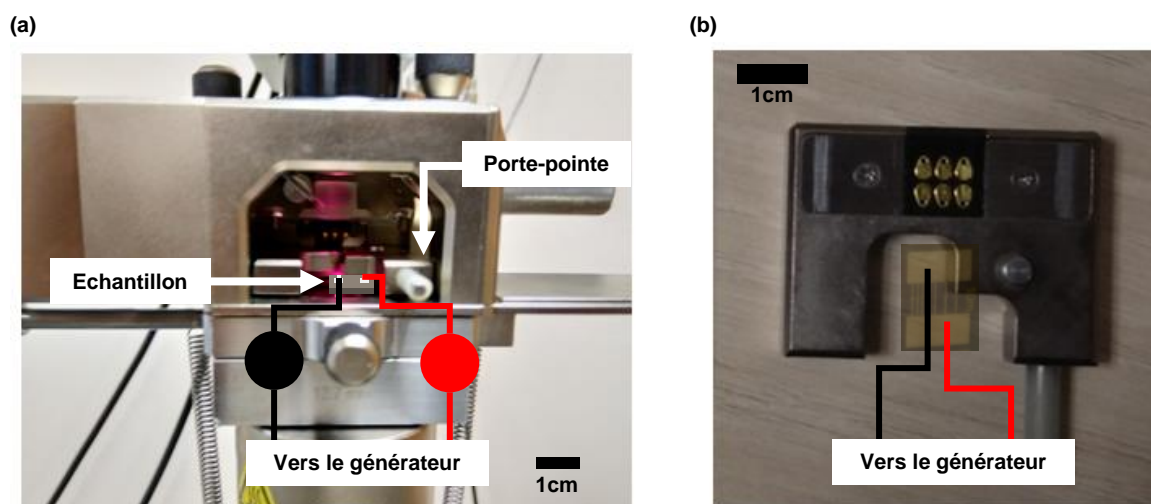 (a)
Porte-pointe
Echantillon
Vers le générateur
1cm
(b)
1cm
Vers le générateur